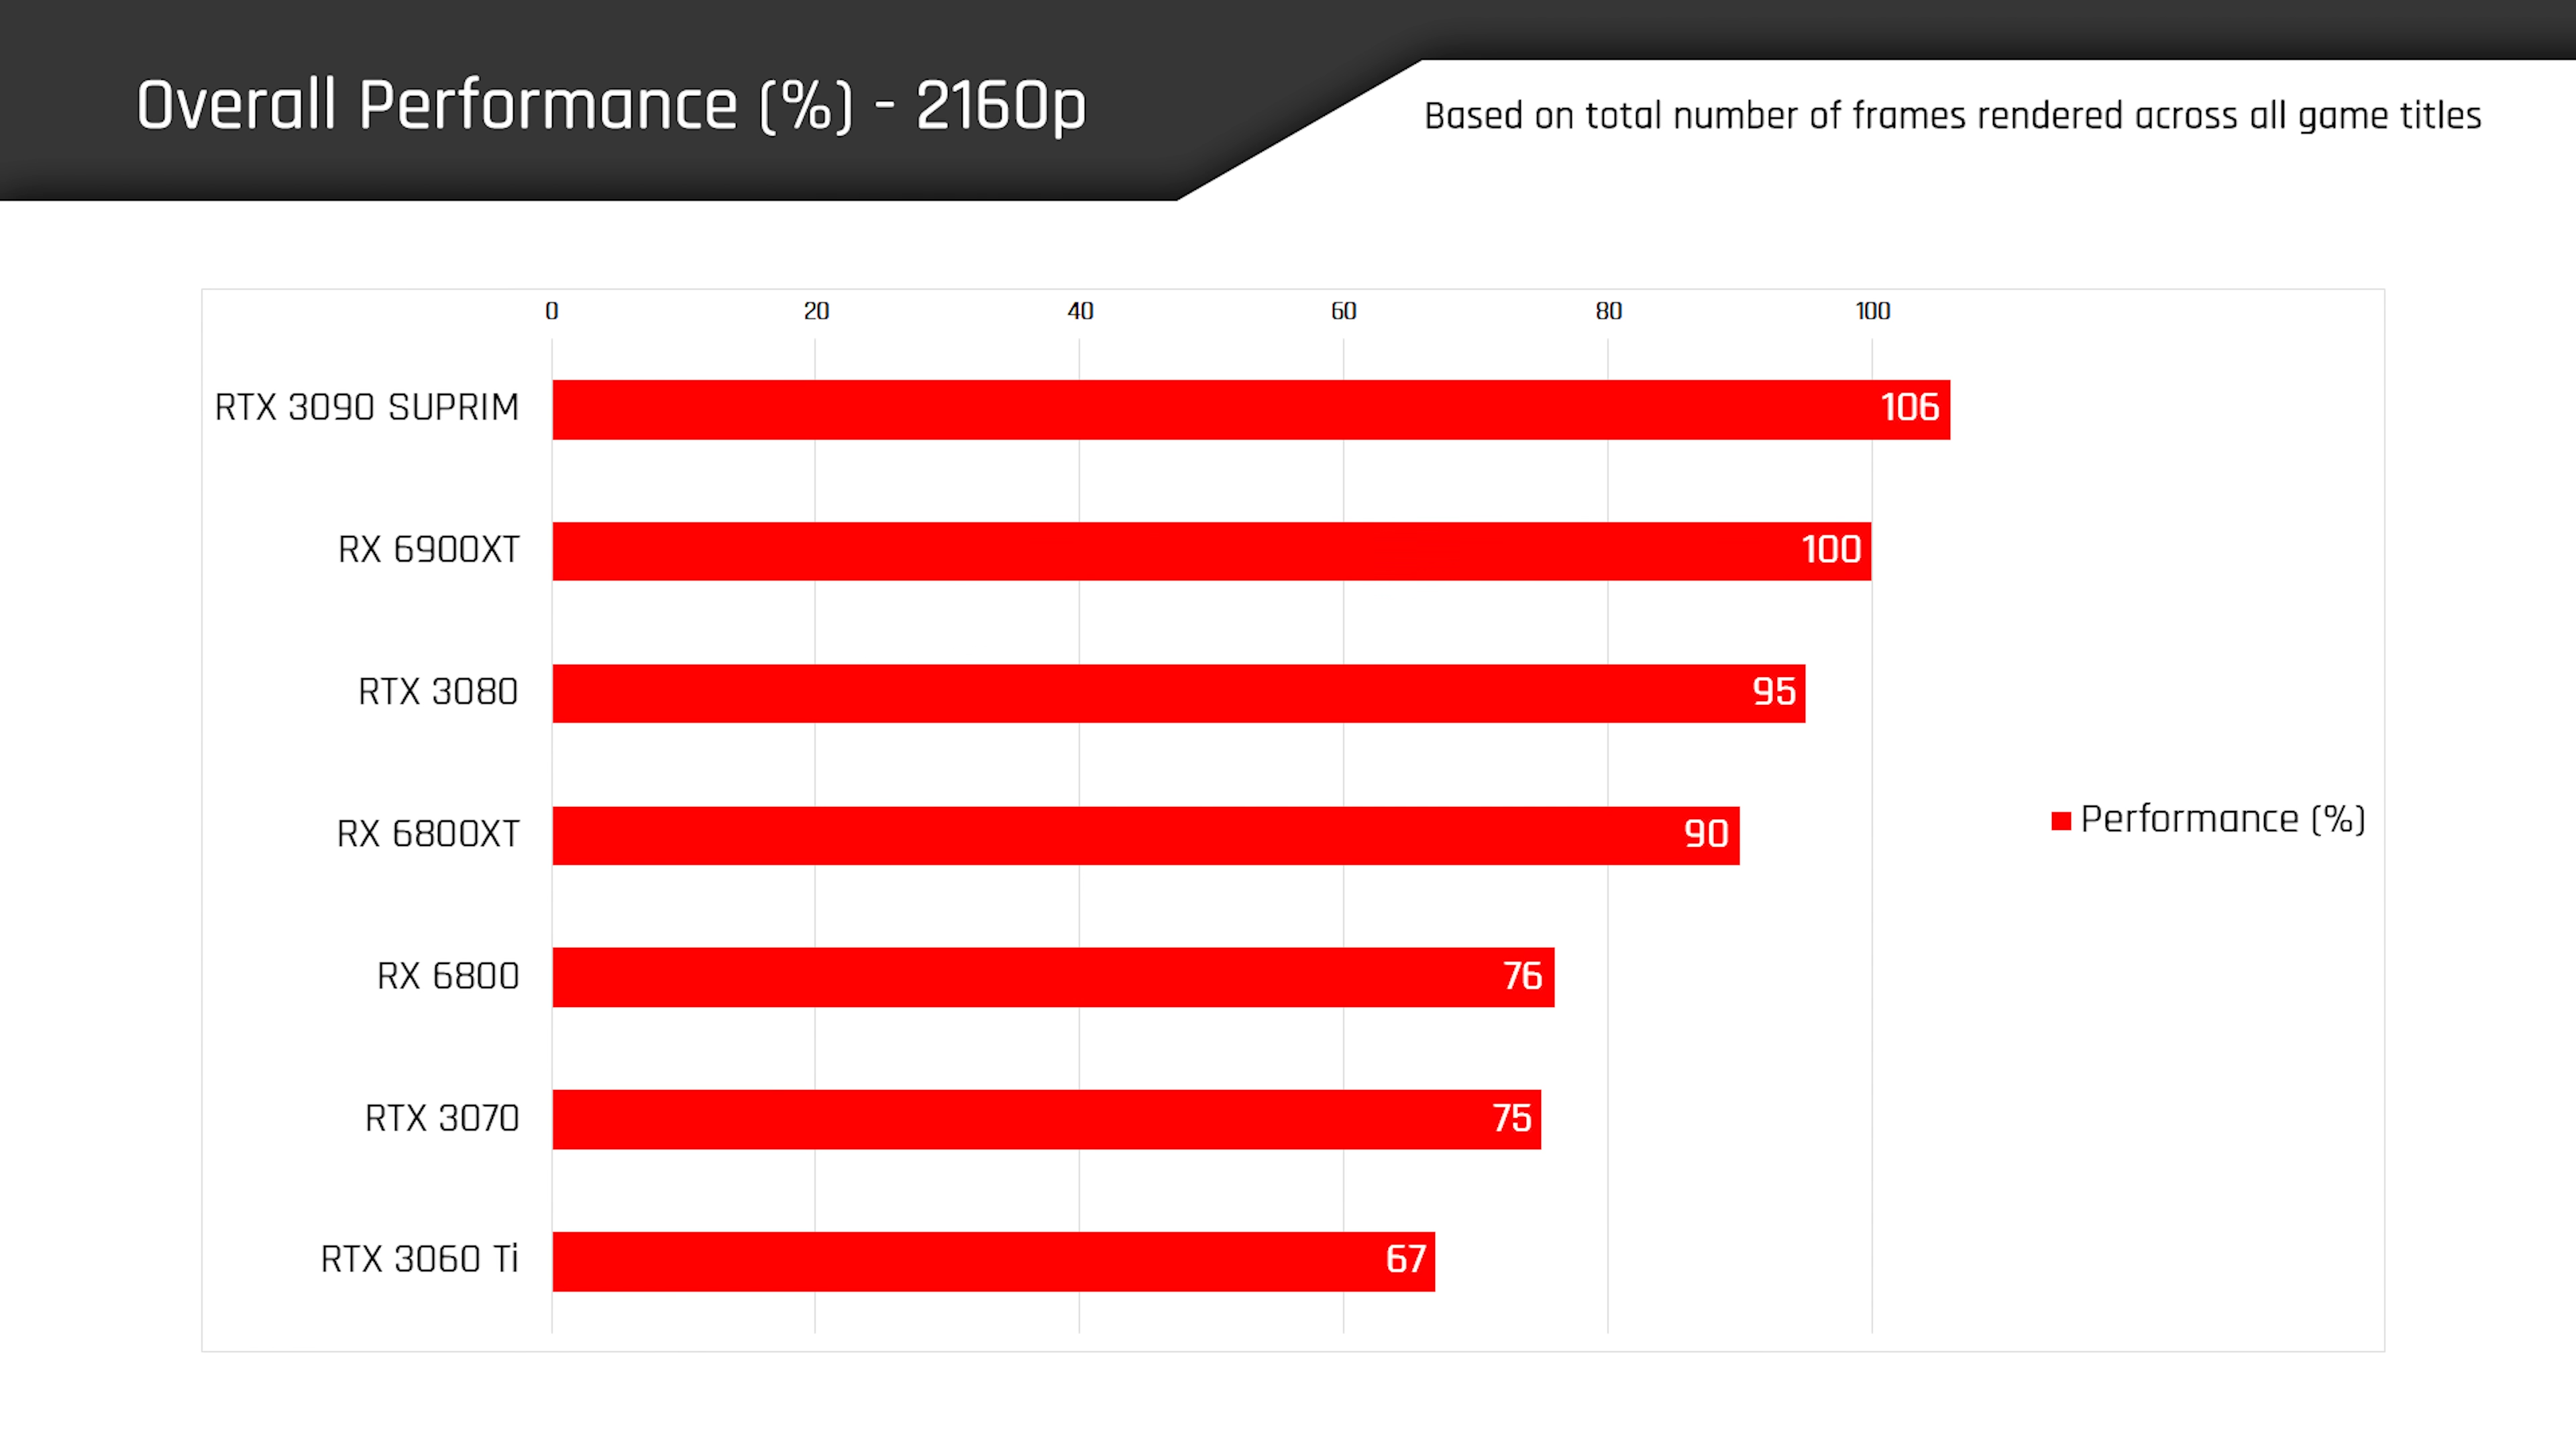 Overall Performance (%) - 2160p
Based on total number of frames rendered across all game titles
0 20 40 60 80 100
RTX 3090 SUPRIM 106
RX 6900XT 100
RTX 3080 95
RX 6800XT 90
Performance (%)
RX 6800 76
RTX 3070 75
RTX 3060 Ti 67